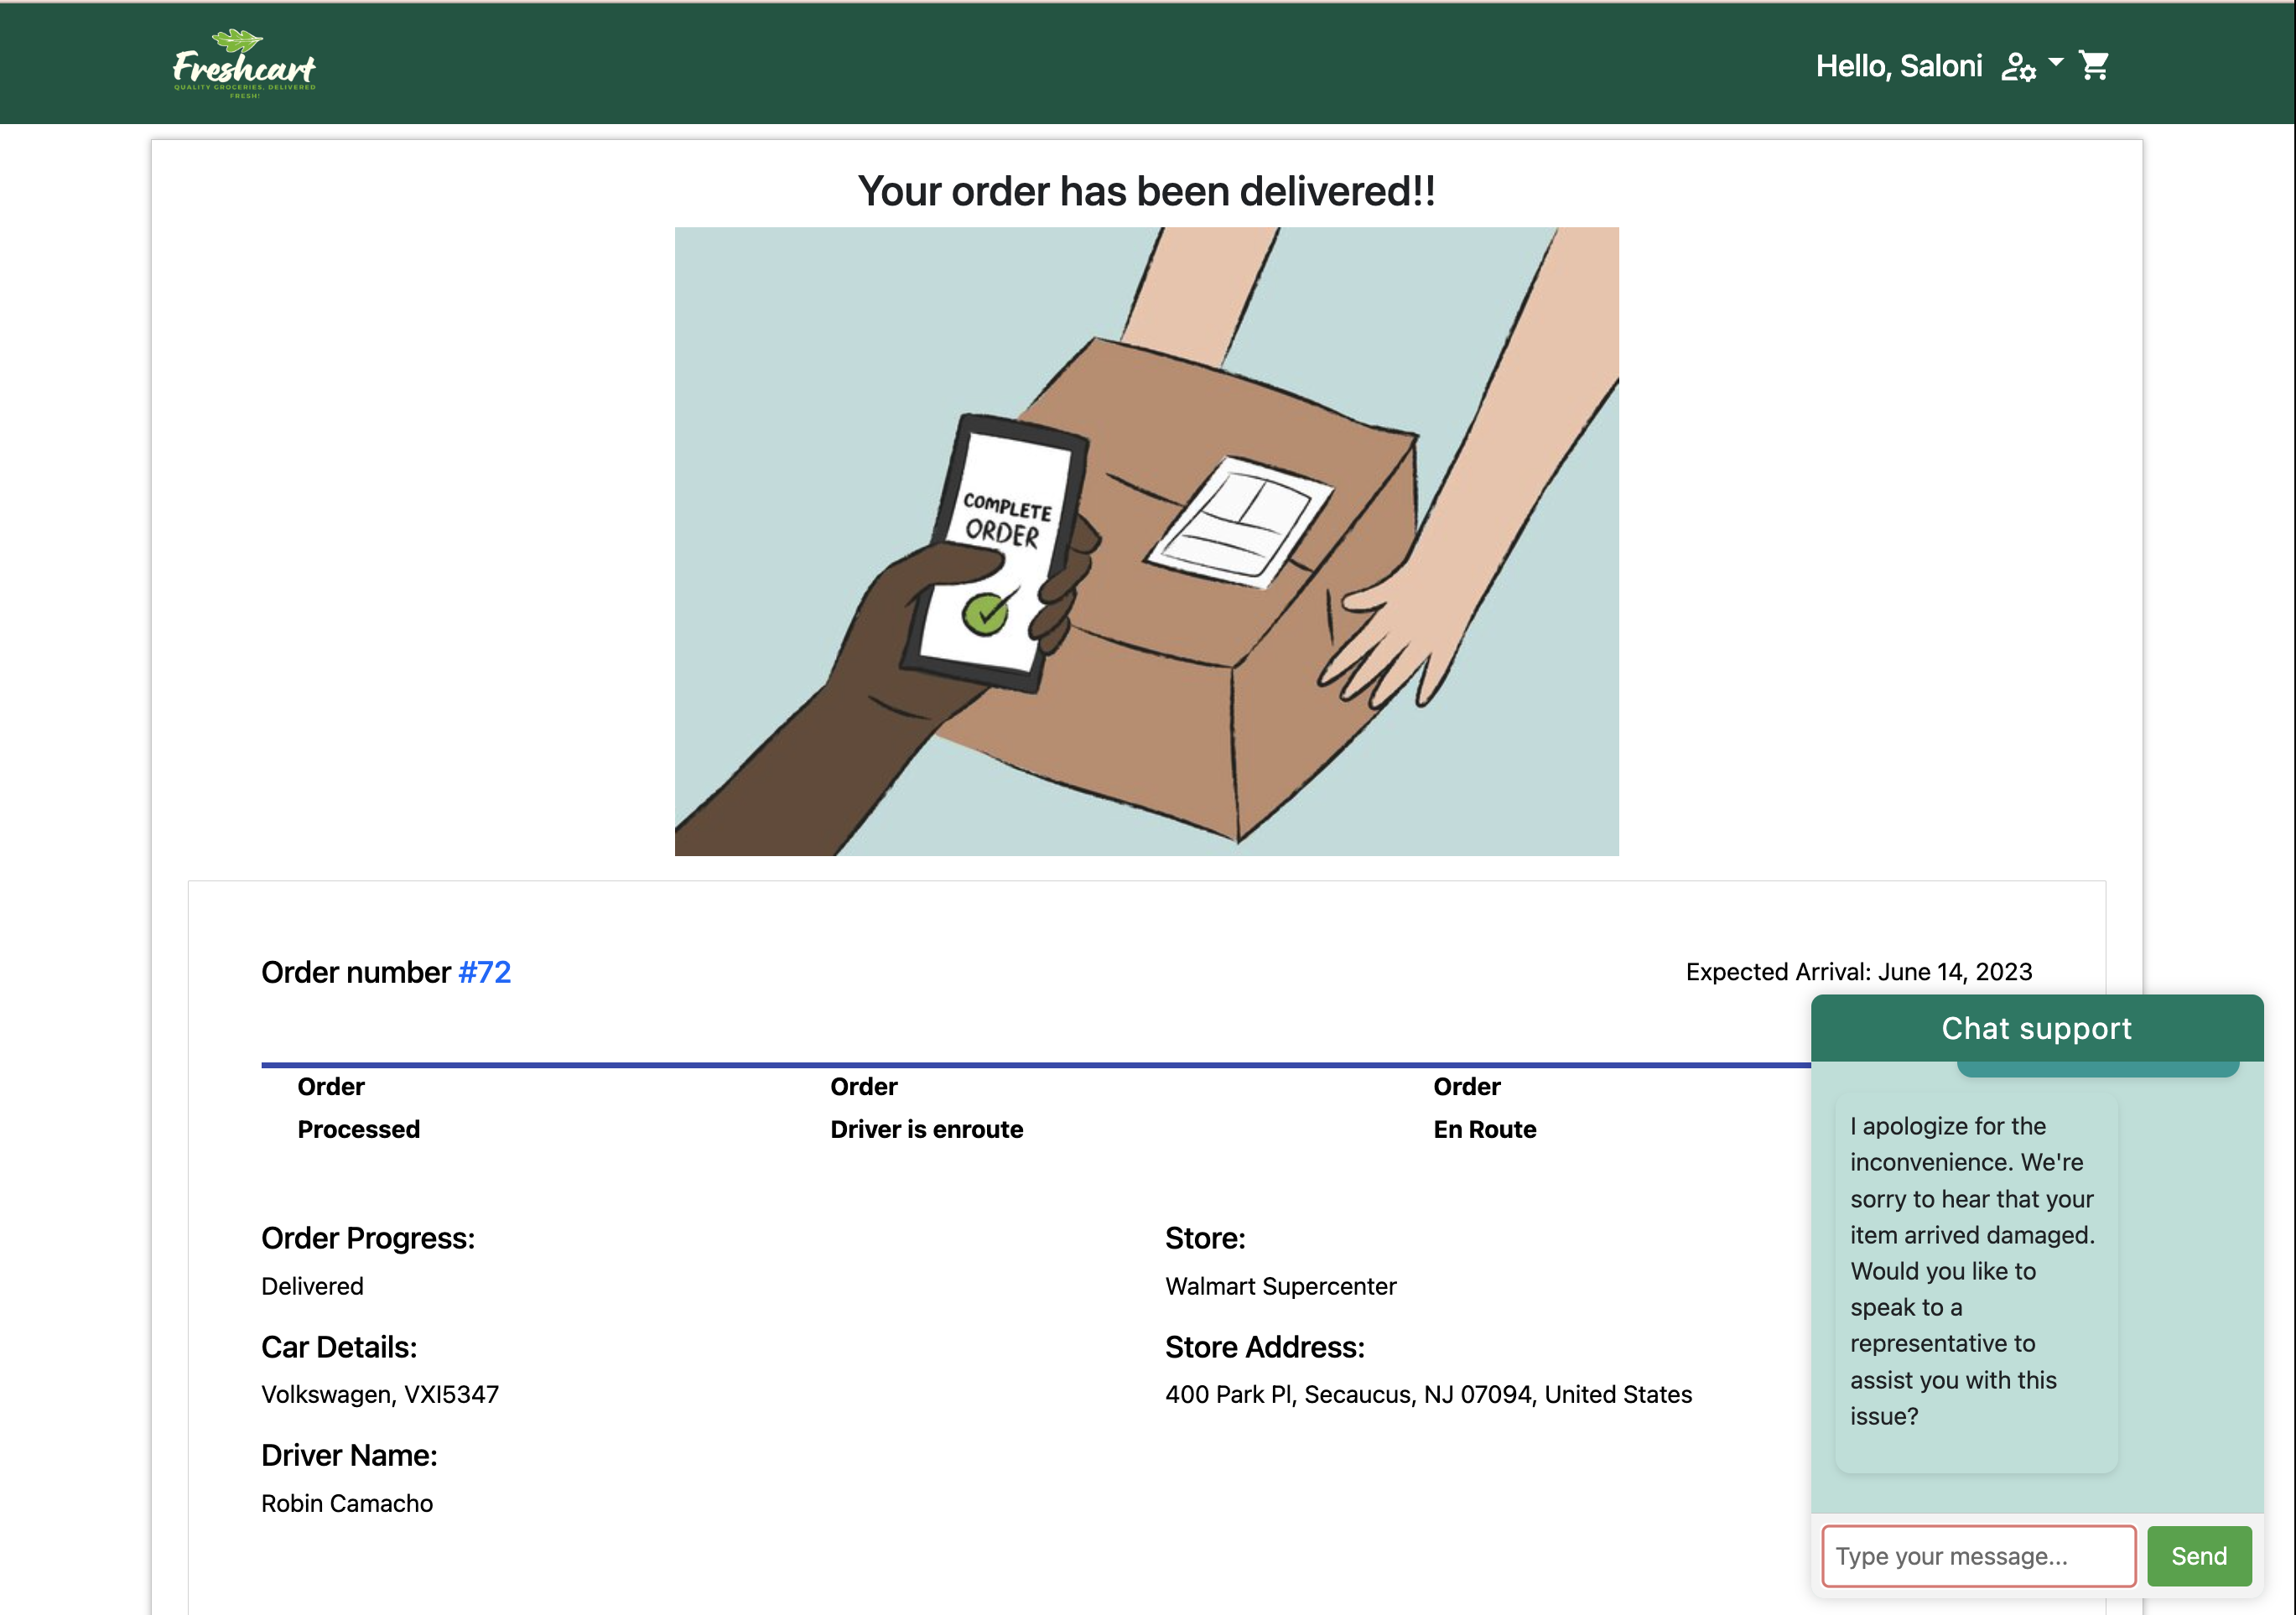 Freshcart
QUALITY GROCERIES, DELIVERED
FRESH!
Hello, Saloni
Your order has been delivered!!
COMPLETE
ORDER
Order number #72
Expected Arrival: June 14, 2023
Order
Processed
Order
Driver is enroute
Order
En Route
Order Progress:
Delivered
Car Details:
Volkswagen, VXI5347
Driver Name:
Robin Camacho
Store:
Walmart Supercenter
Store Address:
400 Park Pl, Secaucus, NJ 07094, United States
Chat support
I apologize for the
inconvenience. We're
sorry to hear that your
item arrived damaged.
Would you like to
speak to a
representative to
assist you with this
issue?
Type your message...
Send